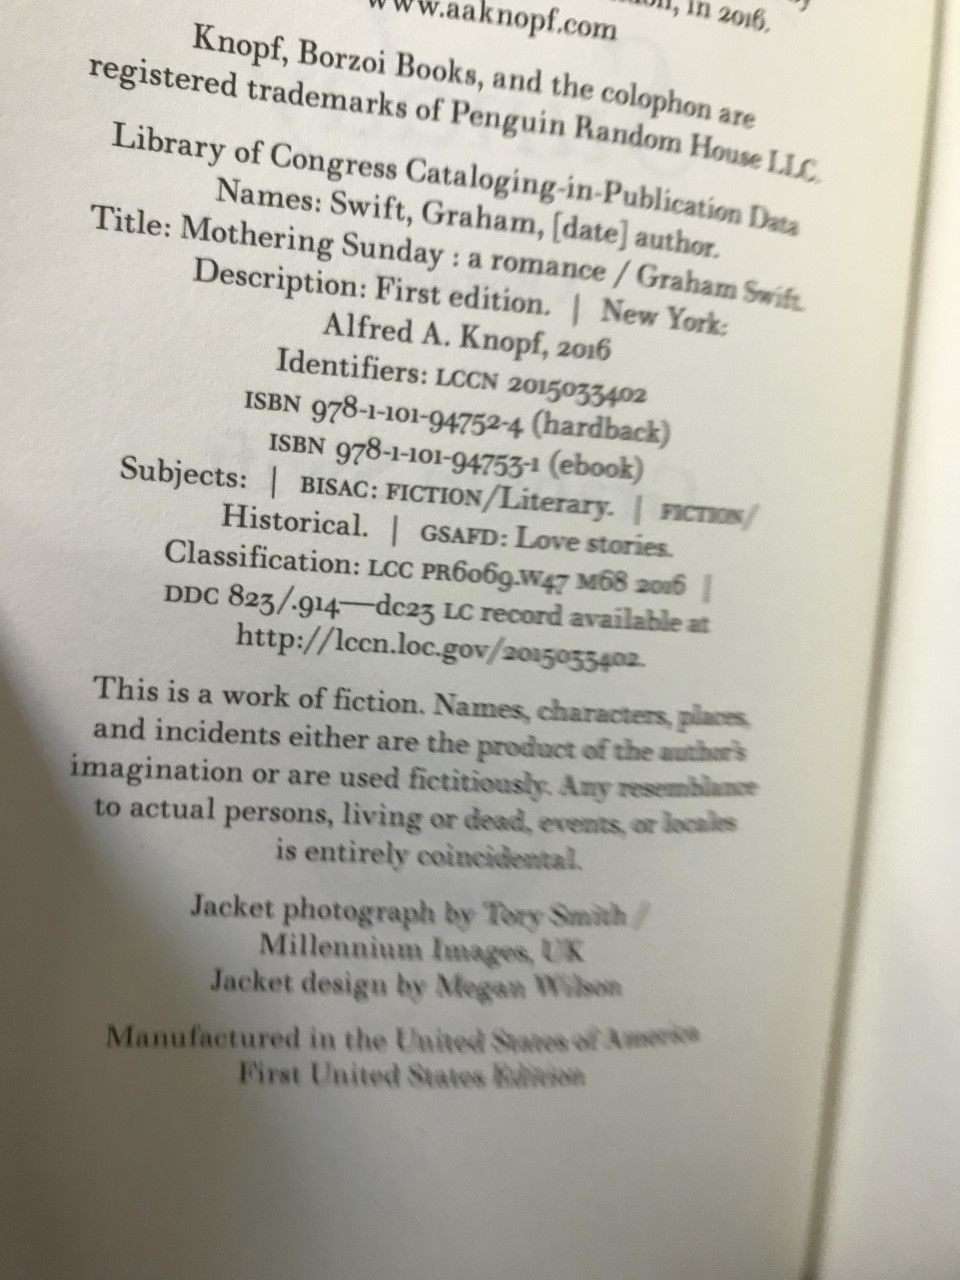 in 2016.
www.aaknopf.com
Knopf, Borzoi Books, and the colophon are
registered trademarks of Penguin Random House LLC.
Library of Congress Cataloging-in-Publication Data
Names: Swift, Graham, [date] author.
Title: Mothering Sunday : a romance / Graham Swift.
Description: First edition. | New York:
Alfred A. Knopf, 2016
Identifiers: LCCN 2015033402
ISBN 978-1-101-94752-4 (hardback)
ISBN 978-1-101-94753-1 (ebook)
Subjects: | BISAC: FICTION/Literary. | FICTION/
Historical. | GSAFD: Love stories.
Classification: LCC PR6069.W47 M68 2016 |
DDC 823/.914—dc23 LC record available at
http://lccn.loc.gov/2015033402.
This is a work of fiction. Names, characters, places,
and incidents either are the product of the author's
imagination or are used fictitiously. Any resemblance
to actual persons, living or dead, events, or locales
is entirely coincidental.
Jacket photograph by Tory Smith /
Millennium Images, UK
Jacket design by Megan Wilson
Manufactured in the United States of America
First United States Edition